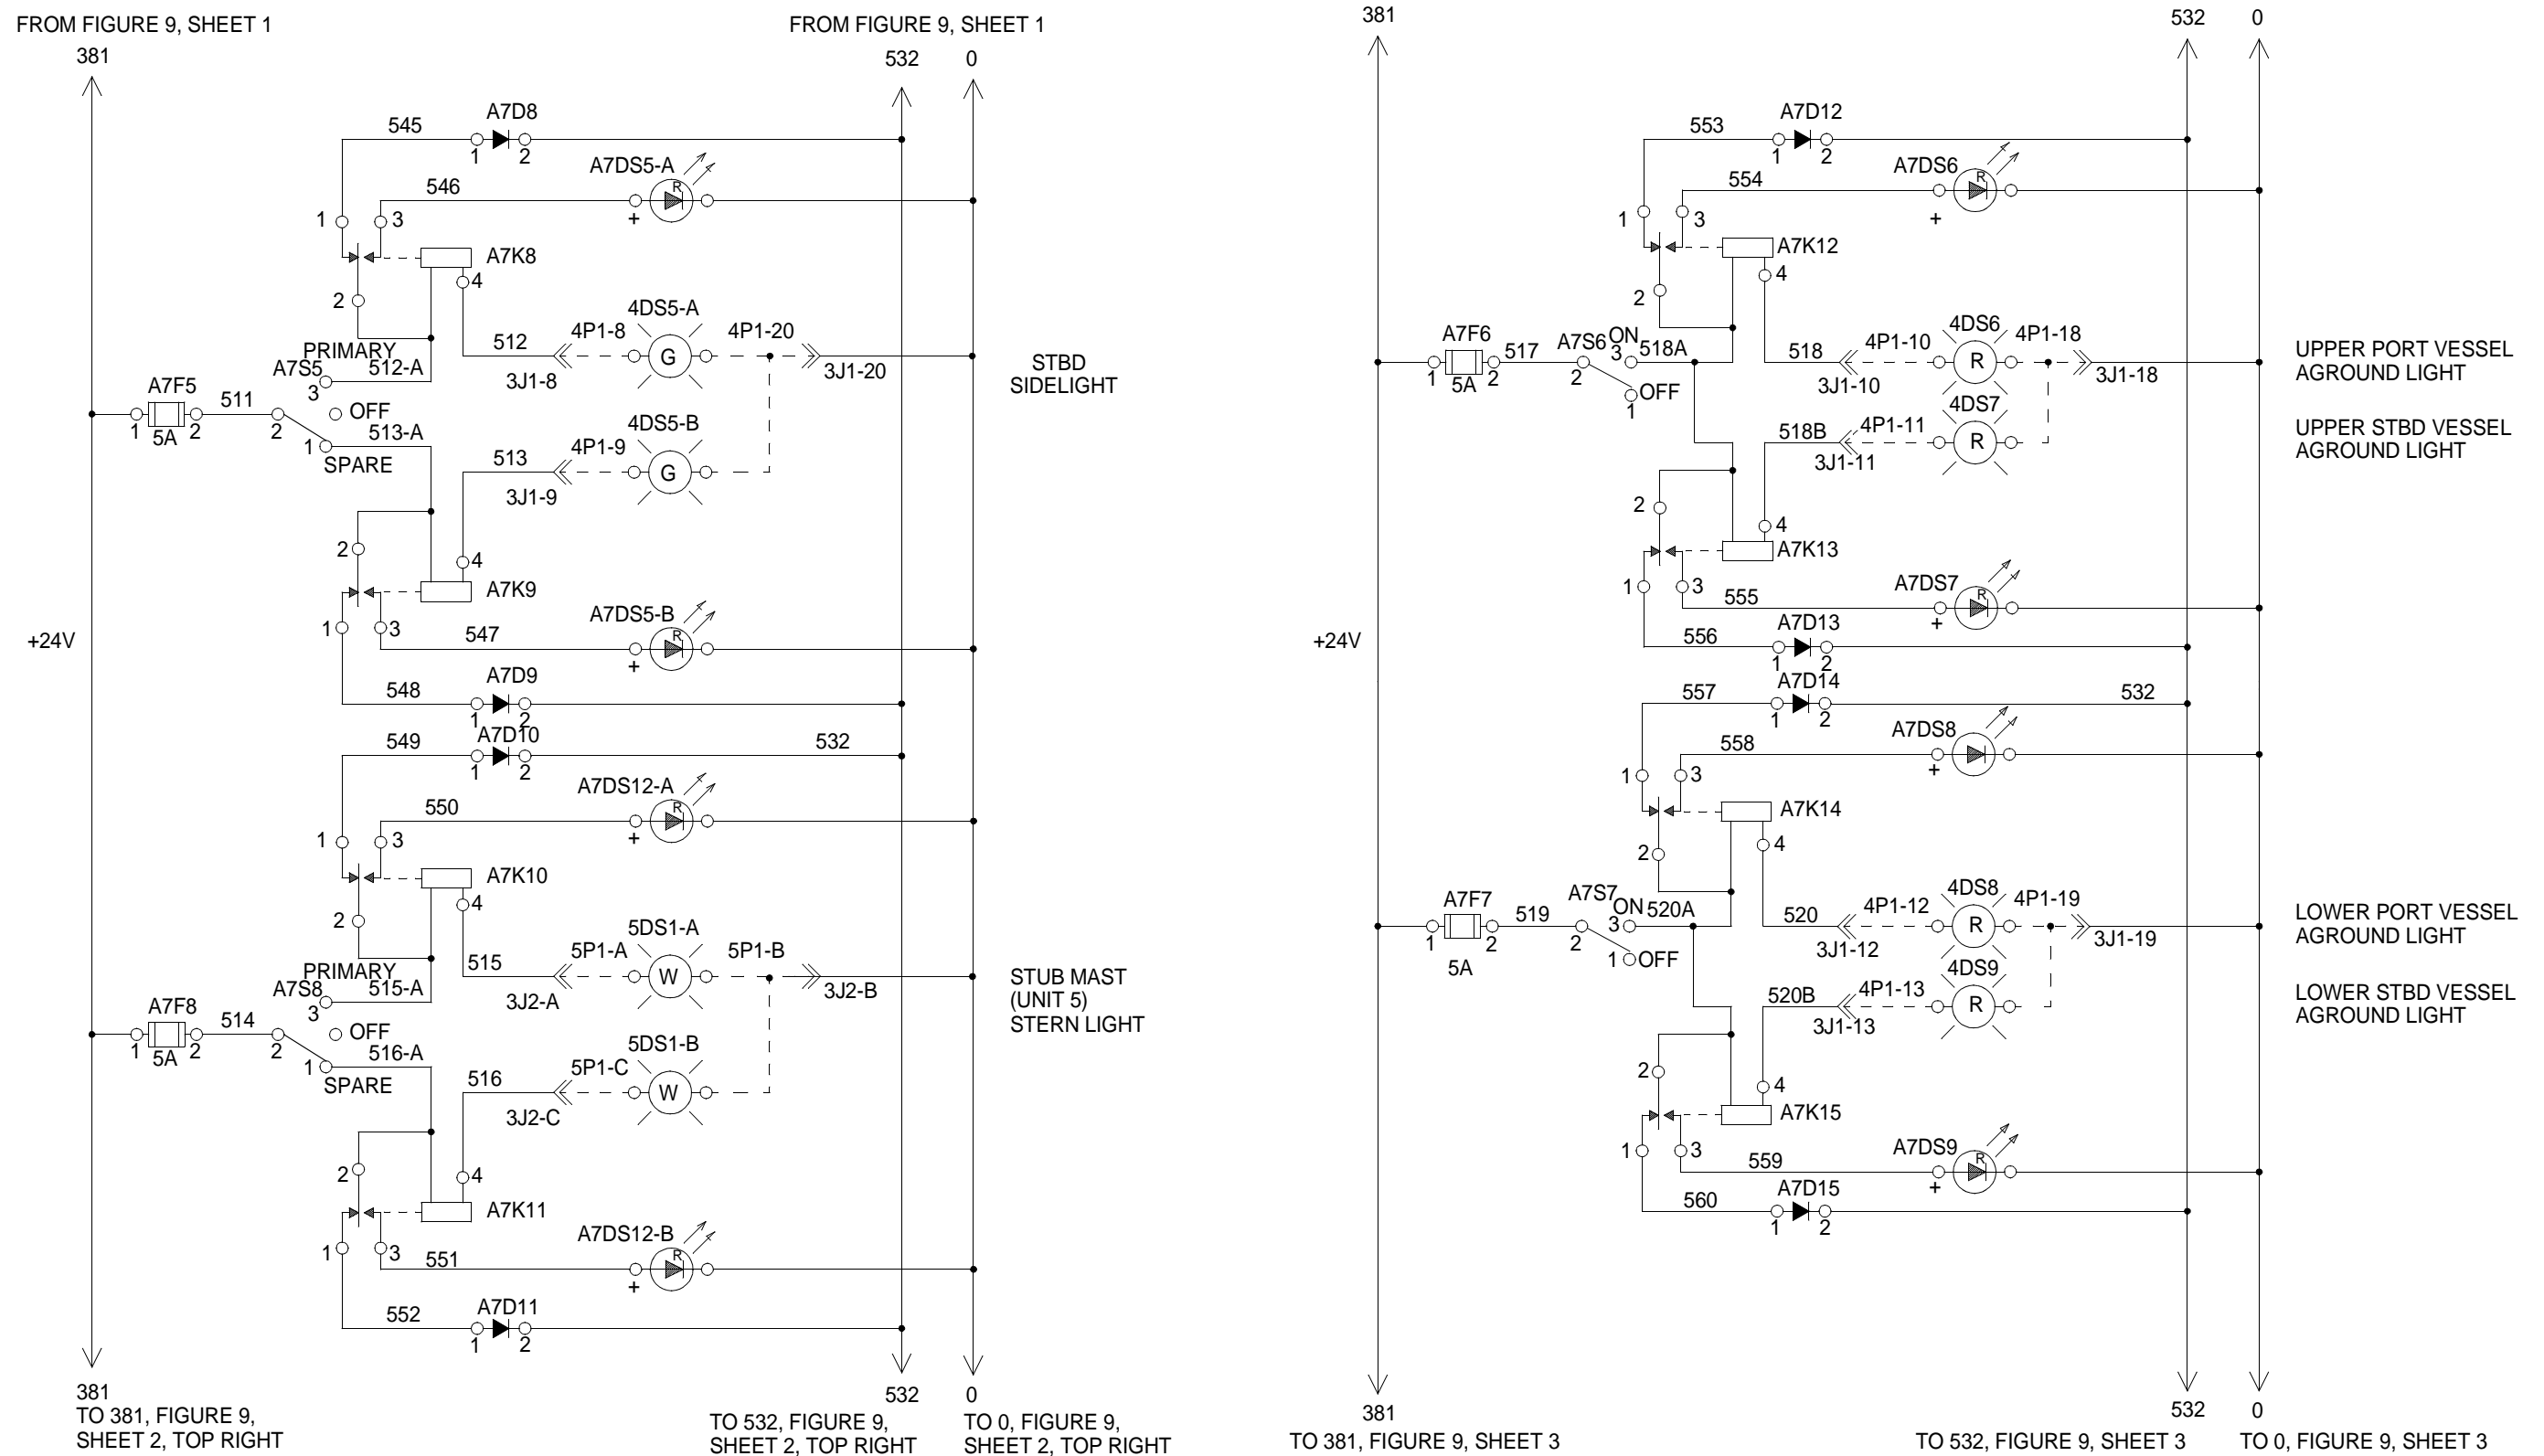 FROM FIGURE 9, SHEET 1
FROM FIGURE 9, SHEET 1
381
532
0
545
A7D8
1
2
A7DS5-A
R
546
+
1
3
A7K8
2
4
4DS5-A
4P1-8
4P1-20
512
G
3J1-8
3J1-20
STBD
SIDELIGHT
PRIMARY
A7S5
512-A
3
A7F5
511
OFF
1
5A
2
2
513-A
1
SPARE
4DS5-B
4P1-9
513
G
3J1-9
2
4
A7K9
1
3
A7DS5-B
R
547
+
+24V
A7D9
548
1
2
A7D10
549
532
1
2
A7DS12-A
R
550
+
1
3
A7K10
2
4
5DS1-A
5P1-A
5P1-B
515
W
3J2-A
3J2-B
STUB MAST
(UNIT 5)
STERN LIGHT
PRIMARY
A7S8
515-A
3
A7F8
514
OFF
1
5A
2
2
516-A
1
SPARE
5DS1-B
5P1-C
516
W
3J2-C
2
4
A7K11
1
3
A7DS12-B
R
551
+
A7D11
552
1
2
381
TO 381, FIGURE 9,
SHEET 2, TOP RIGHT
532
TO 532, FIGURE 9,
SHEET 2, TOP RIGHT
0
TO 0, FIGURE 9,
SHEET 2, TOP RIGHT
381
532
0
553
A7D12
1
2
A7DS6
R
554
+
1
3
A7K12
2
4
A7F6
517
A7S6
ON
3
518A
1
5A
2
2
OFF
1
518
4P1-10
4DS6
4P1-18
R
3J1-10
3J1-18
UPPER PORT VESSEL
AGROUND LIGHT
4DS7
518B
4P1-11
R
3J1-11
UPPER STBD VESSEL
AGROUND LIGHT
2
4
A7K13
1
3
A7DS7
R
555
+
+24V
A7D13
556
1
2
A7D14
557
532
1
2
A7DS8
558
+
1
3
A7K14
2
4
A7F7
519
A7S7
ON
3
520A
1
5A
2
2
1
OFF
520
4P1-12
4DS8
4P1-19
R
3J1-12
3J1-19
LOWER PORT VESSEL
AGROUND LIGHT
4DS9
520B
4P1-13
R
3J1-13
LOWER STBD VESSEL
AGROUND LIGHT
2
4
A7K15
1
3
A7DS9
R
559
+
A7D15
560
1
2
381
TO 381, FIGURE 9, SHEET 3
532
TO 532, FIGURE 9, SHEET 3
0
TO 0, FIGURE 9, SHEET 3